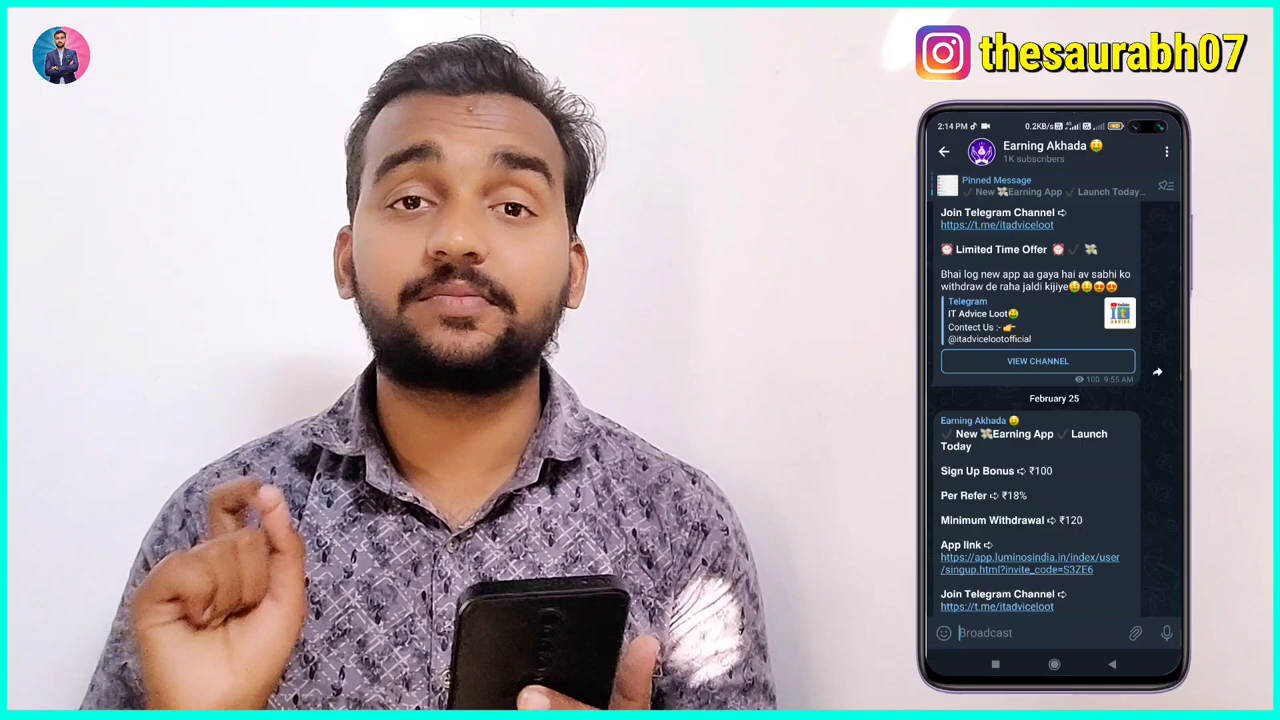 thesaurabh07
2:14 PM
0.2KB/s
Earning Akhada 🤑
1K subscribers
Pinned Message
✔ New 💸Earning App ✔ Launch Today...
Join Telegram Channel ➪
https://t.me/itadviceloot
⏰ Limited Time Offer ⏰ ✔ 💸
Bhai log new app aa gaya hai av sabhi ko
withdraw de raha jaldi kijiye🤑🤑😍😍
Telegram
IT Advice Loot🤑
Contact Us :- 👉
@itadvicelootofficial
VIEW CHANNEL
100 9:55 AM
February 25
Earning Akhada 🤑
✔ New 💸Earning App ✔ Launch
Today
Sign Up Bonus ➪ ₹100
Per Refer ➪ ₹18%
Minimum Withdrawal ➪ ₹120
App link ➪
https://app.luminosindia.in/index/user
/singup.html?invite_code=S3ZE6
Join Telegram Channel ➪
https://t.me/itadviceloot
Broadcast